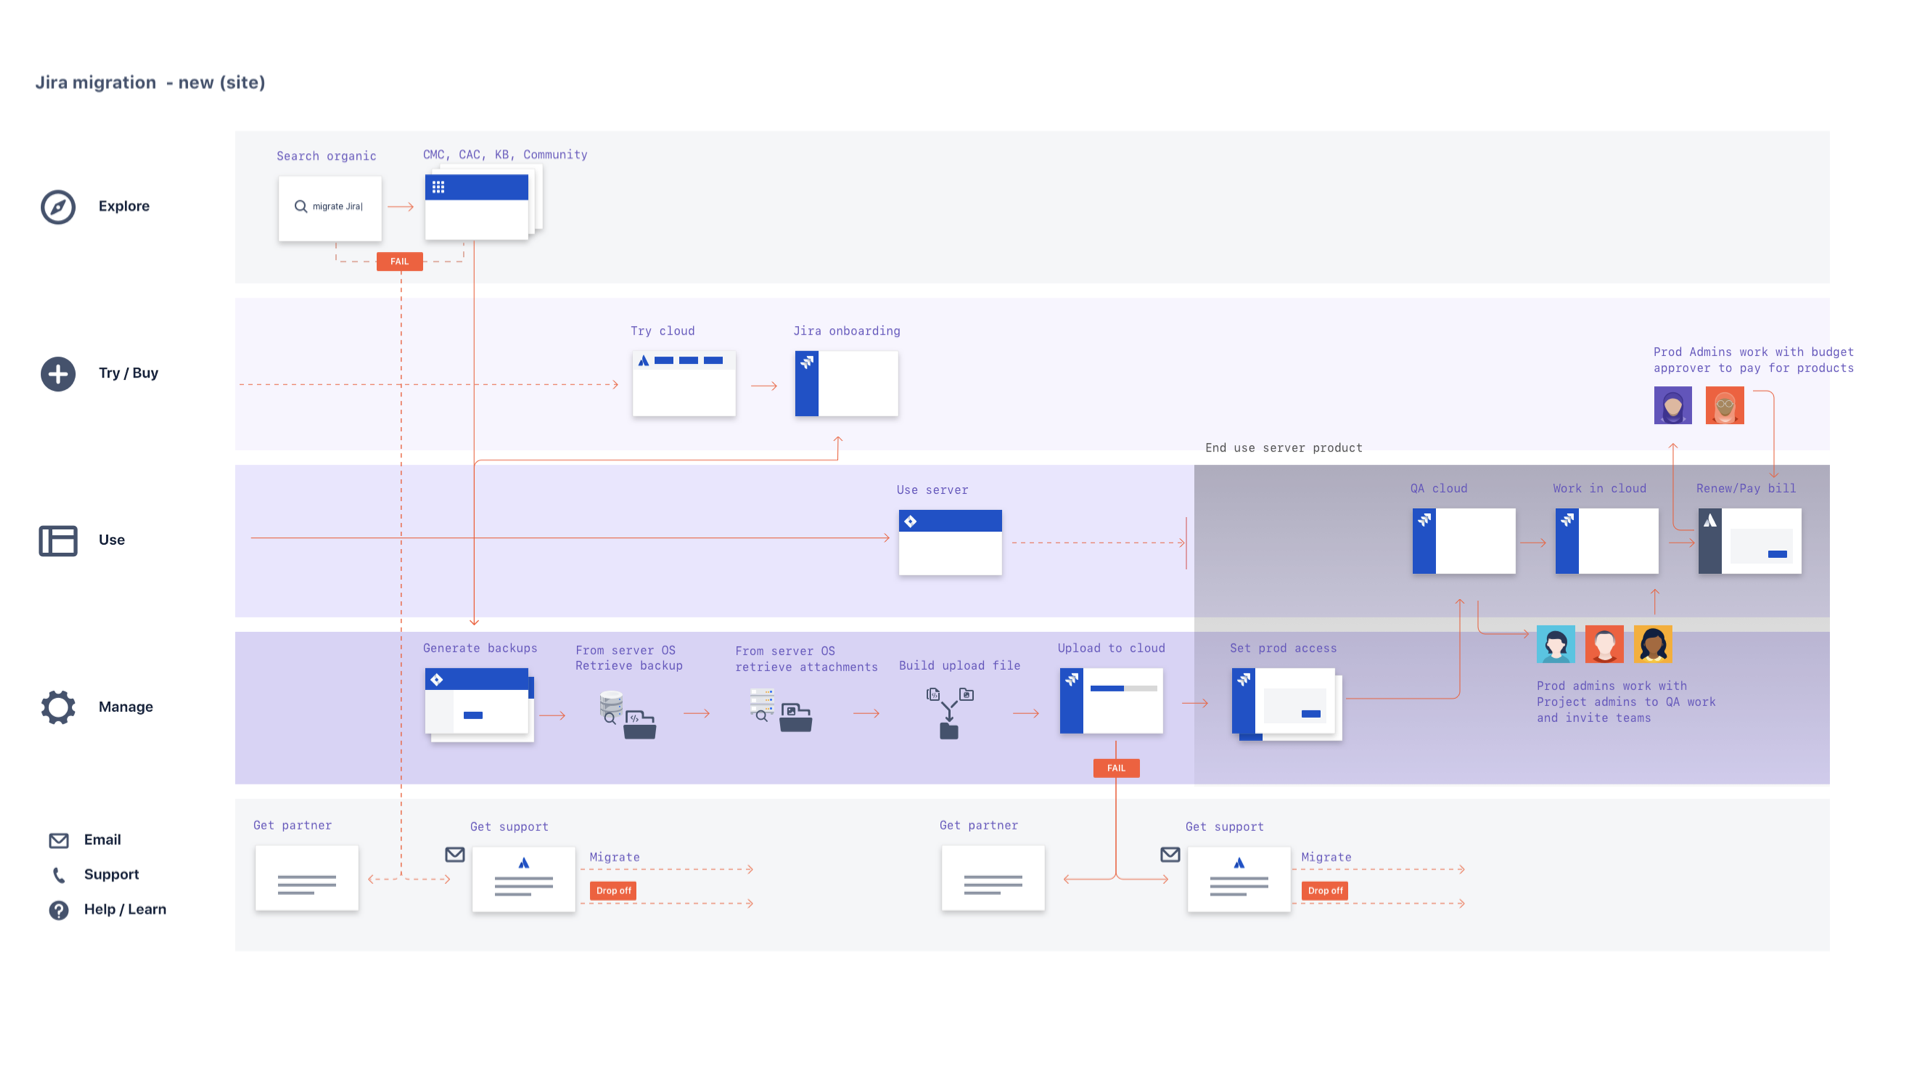 Jira migration - new (site)
Explore
Search organic
CMC, CAC, KB, Community
migrate Jira|
FAIL
Try / Buy
Try cloud
Jira onboarding
Prod Admins work with budget
approver to pay for products
End use server product
Use
Use server
QA cloud
Work in cloud
Renew/Pay bill
Manage
Generate backups
From server OS
Retrieve backup
From server OS
retrieve attachments
Build upload file
Upload to cloud
Set prod access
Prod admins work with
Project admins to QA work
and invite teams
FAIL
Email
Support
Help / Learn
Get partner
Get support
Migrate
Drop off
Get partner
Get support
Migrate
Drop off